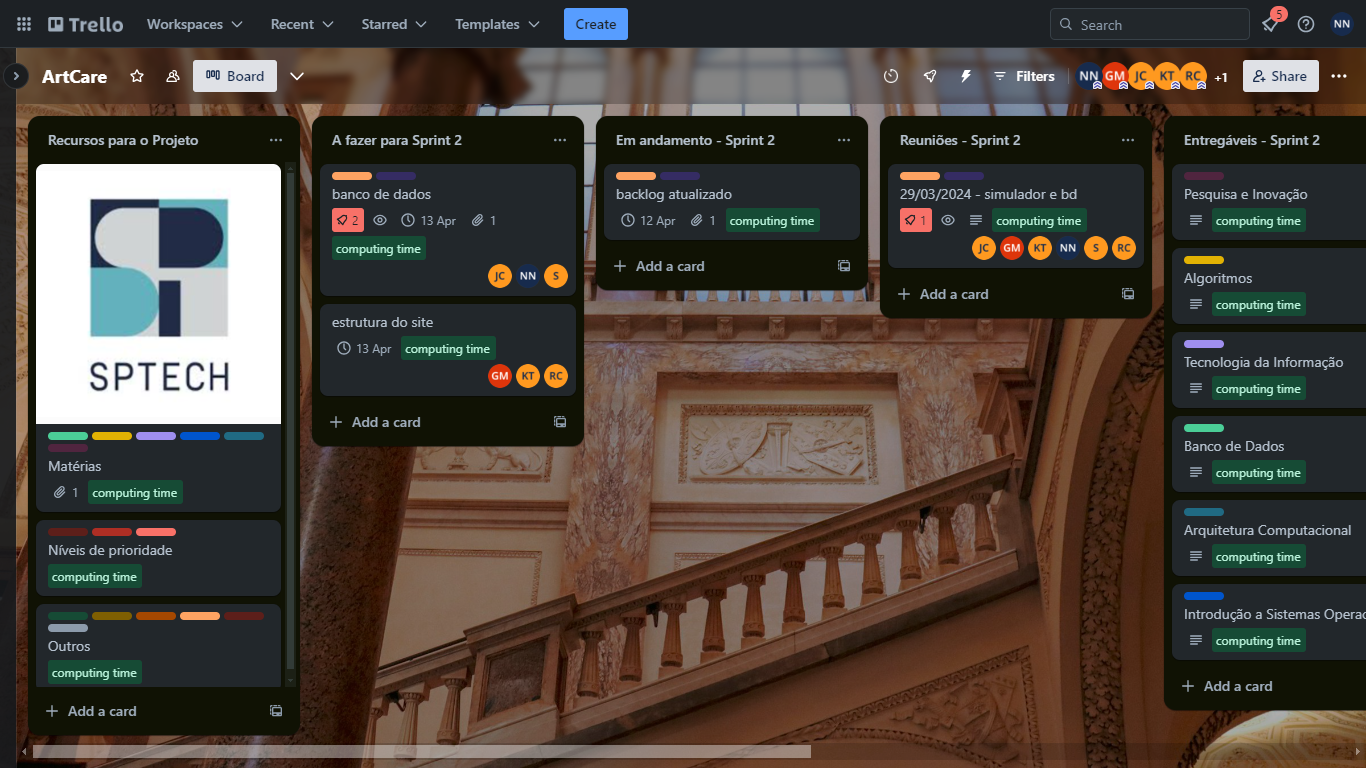 Trello
Workspaces
Recent
Starred
Templates
Create
Search
5
NN
ArtCare
Board
Filters
NN
GM
JC
KT
RC
+1
Share
Recursos para o Projeto
SPTECH
Matérias
1
computing time
Níveis de prioridade
computing time
Outros
computing time
Add a card
A fazer para Sprint 2
banco de dados
2
13 Apr
1
computing time
JC
NN
S
estrutura do site
13 Apr
computing time
GM
KT
RC
Add a card
Em andamento - Sprint 2
backlog atualizado
12 Apr
1
computing time
Add a card
Reuniões - Sprint 2
29/03/2024 - simulador e bd
1
computing time
JC
GM
KT
NN
S
RC
Add a card
Entregáveis - Sprint 2
Pesquisa e Inovação
computing time
Algoritmos
computing time
Tecnologia da Informação
computing time
Banco de Dados
computing time
Arquitetura Computacional
computing time
Introdução a Sistemas Operac
computing time
Add a card